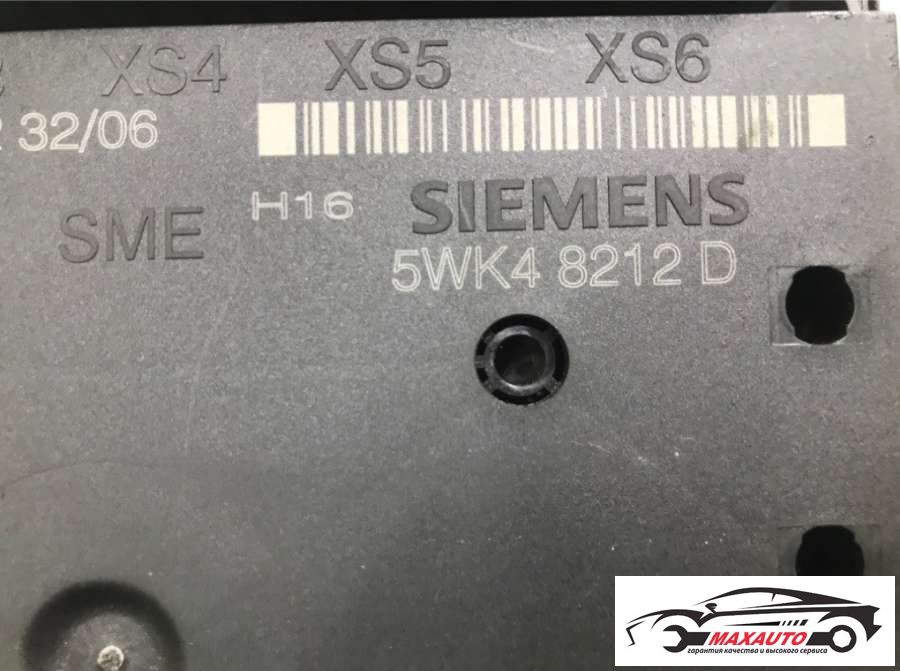 XS4 XS5 XS6
32/06
SME H16 SIEMENS
5WK4 8212 D
MAXAUTO
гарантия качества и высокого сервиса